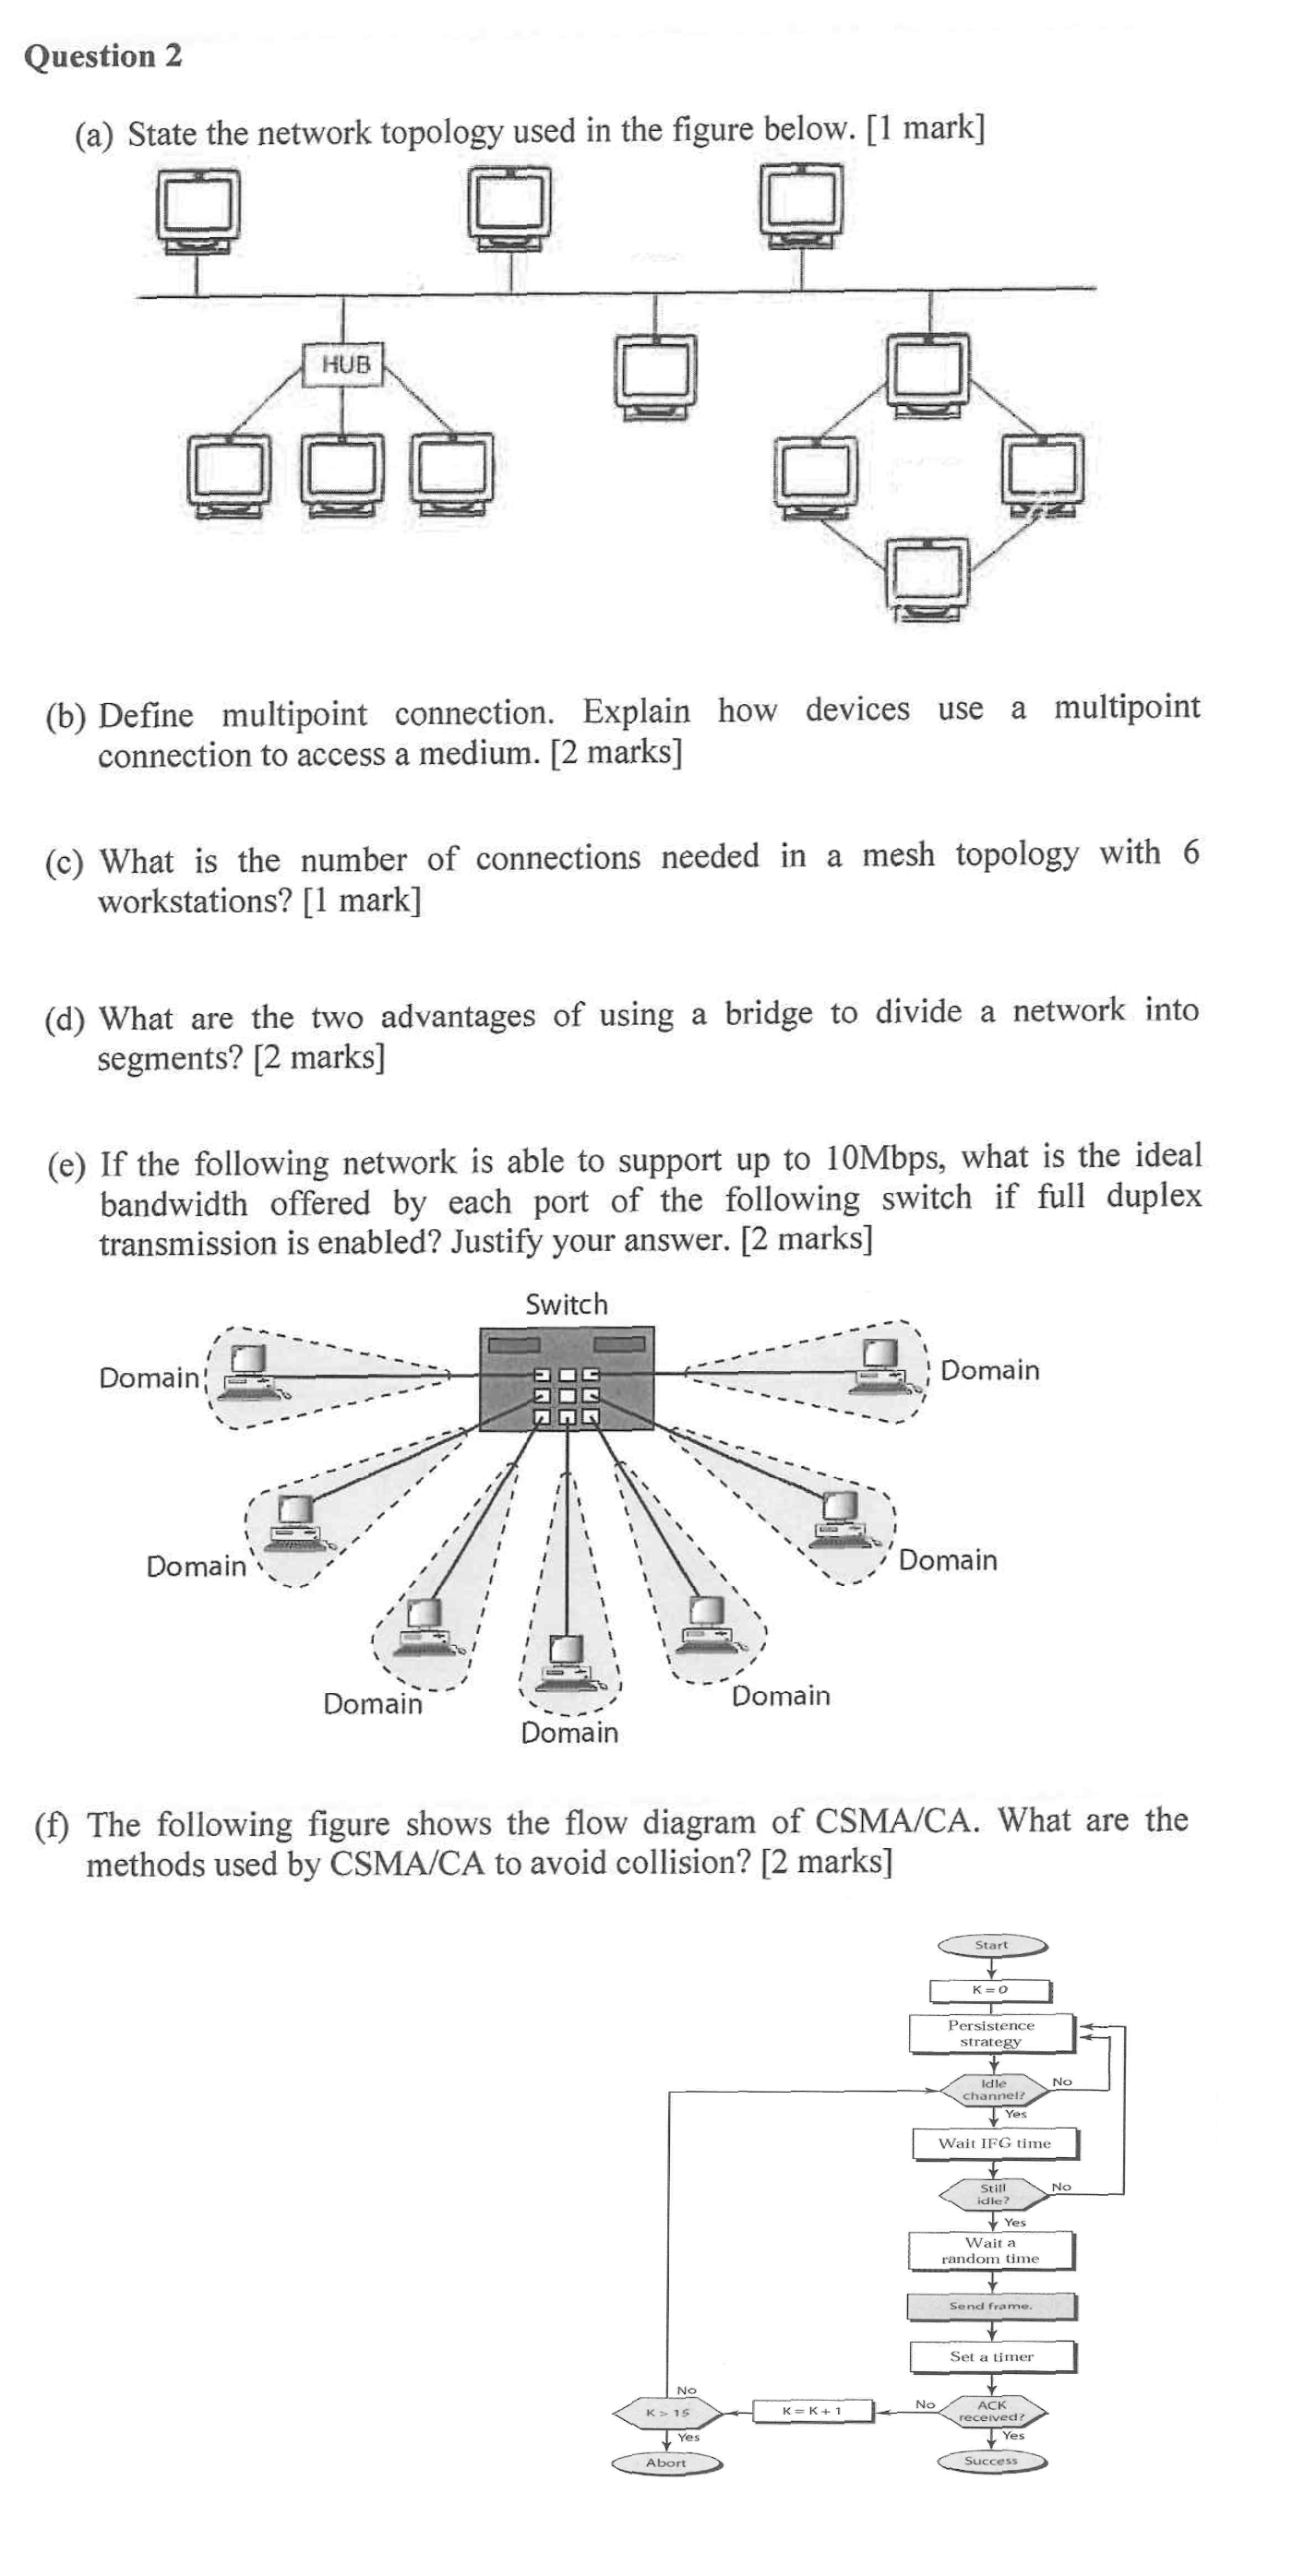 Question 2
(a) State the network topology used in the figure below. [1 mark]
HUB
(b) Define multipoint connection. Explain how devices use a multipoint
connection to access a medium. [2 marks]
(c) What is the number of connections needed in a mesh topology with 6
workstations? [1 mark]
(d) What are the two advantages of using a bridge to divide a network into
segments? [2 marks]
(e) If the following network is able to support up to 10Mbps, what is the ideal
bandwidth offered by each port of the following switch if full duplex
transmission is enabled? Justify your answer. [2 marks]
Switch
Domain
Domain
Domain
Domain
Domain
Domain
Domain
(f) The following figure shows the flow diagram of CSMA/CA. What are the
methods used by CSMA/CA to avoid collision? [2 marks]
Start
K = 0
Persistence
strategy
Idle
channel?
No
Yes
Wait IFG time
Still
idle?
No
Yes
Wait a
random time
Send frame.
Set a timer
ACK
received?
No
K = K + 1
K > 15
No
Yes
Yes
Abort
Success